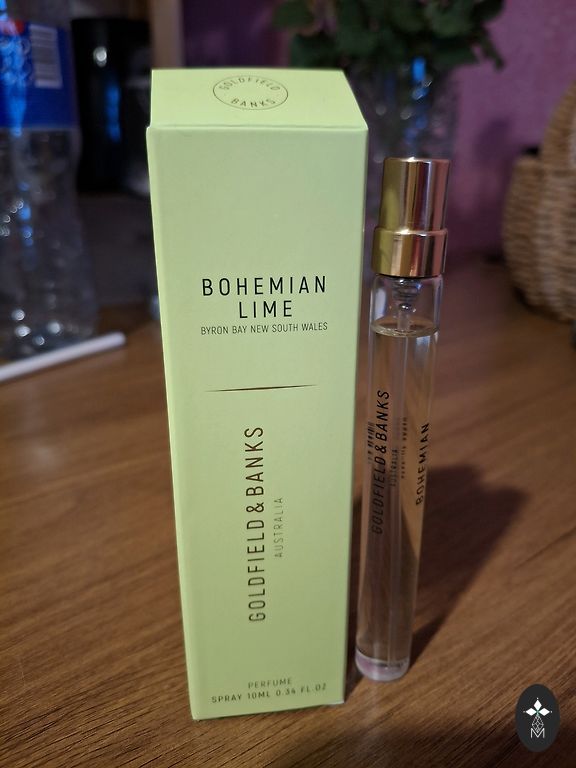 GOLDFIELD
BANKS
BOHEMIAN
LIME
BYRON BAY NEW SOUTH WALES
GOLDFIELD & BANKS
AUSTRALIA
PERFUME
SPRAY 10ML 0.34 FL.OZ
GOLDFIELD & BANKS
AUSTRALIA
BOHEMIAN
M